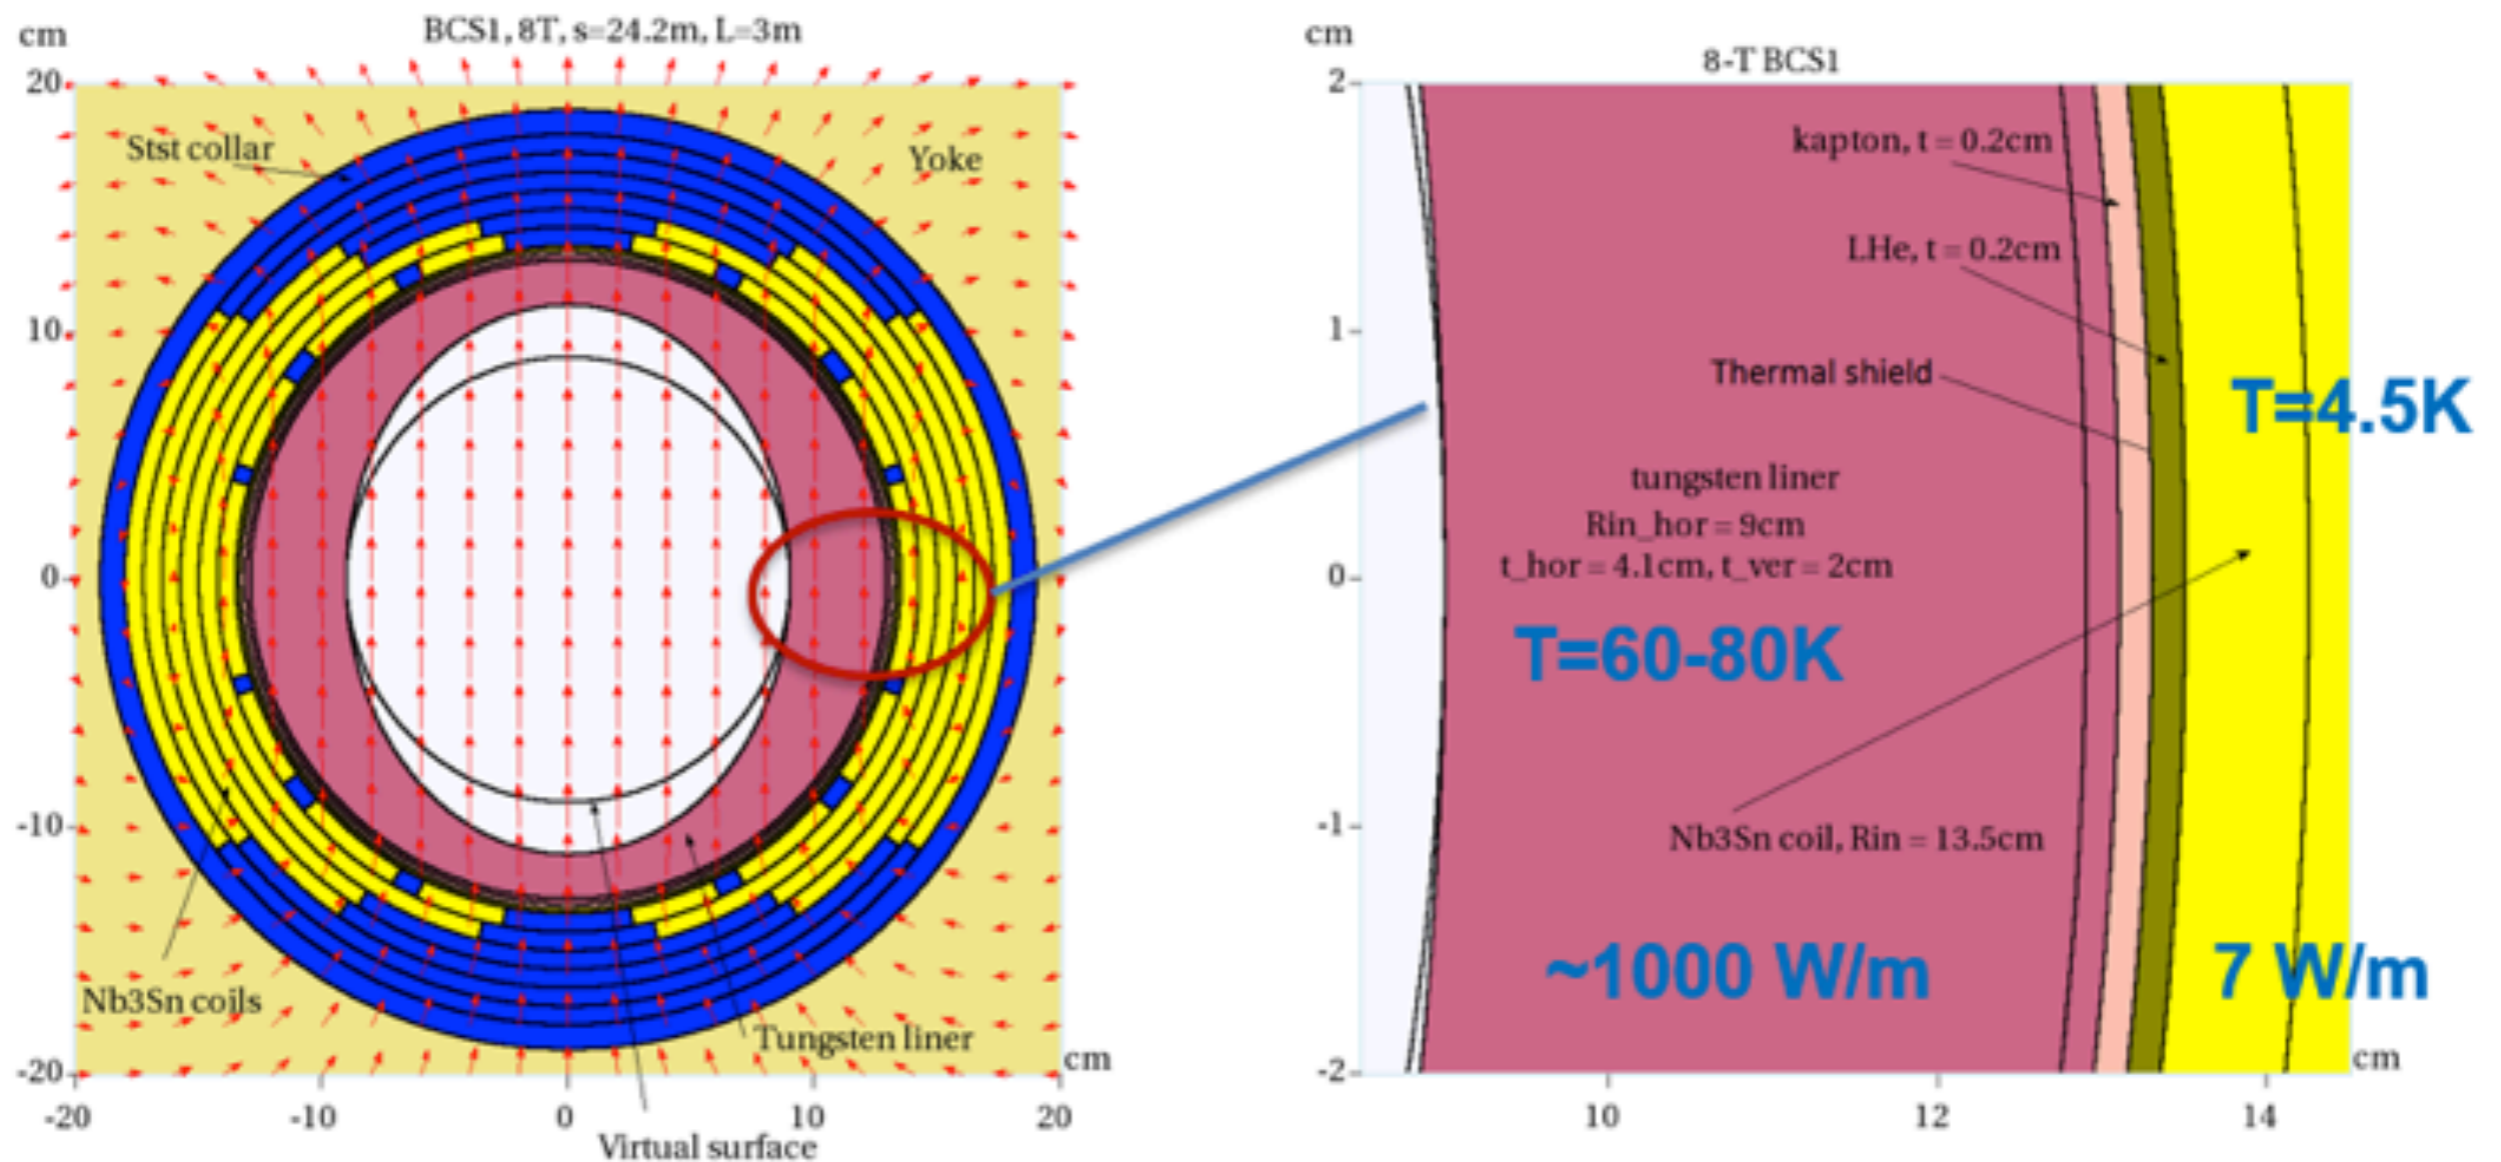 cm
BCS1, 8T, s=24.2m, L=3m
20
10
0
-10
-20
Stst collar
Yoke
Nb3Sn coils
Tungsten liner
cm
-20
-10
0
10
20
Virtual surface
cm
8-T BCS1
2
1
0
-1
-2
kapton, t = 0.2cm
LHe, t = 0.2cm
Thermal shield
T=4.5K
tungsten liner
Rin_hor = 9cm
t_hor = 4.1cm, t_ver = 2cm
T=60-80K
Nb3Sn coil, Rin = 13.5cm
~1000 W/m
7 W/m
cm
10
12
14